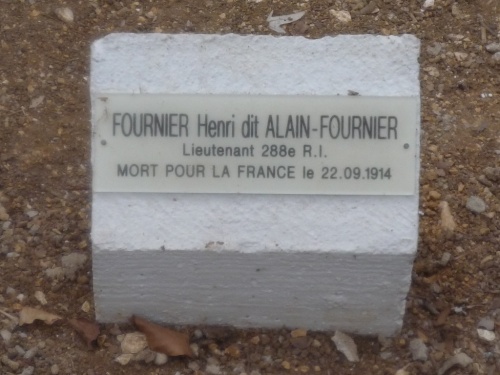 FOURNIER Henri dit ALAIN-FOURNIER
Lieutenant 288e R.I.
MORT POUR LA FRANCE le 22.09.1914